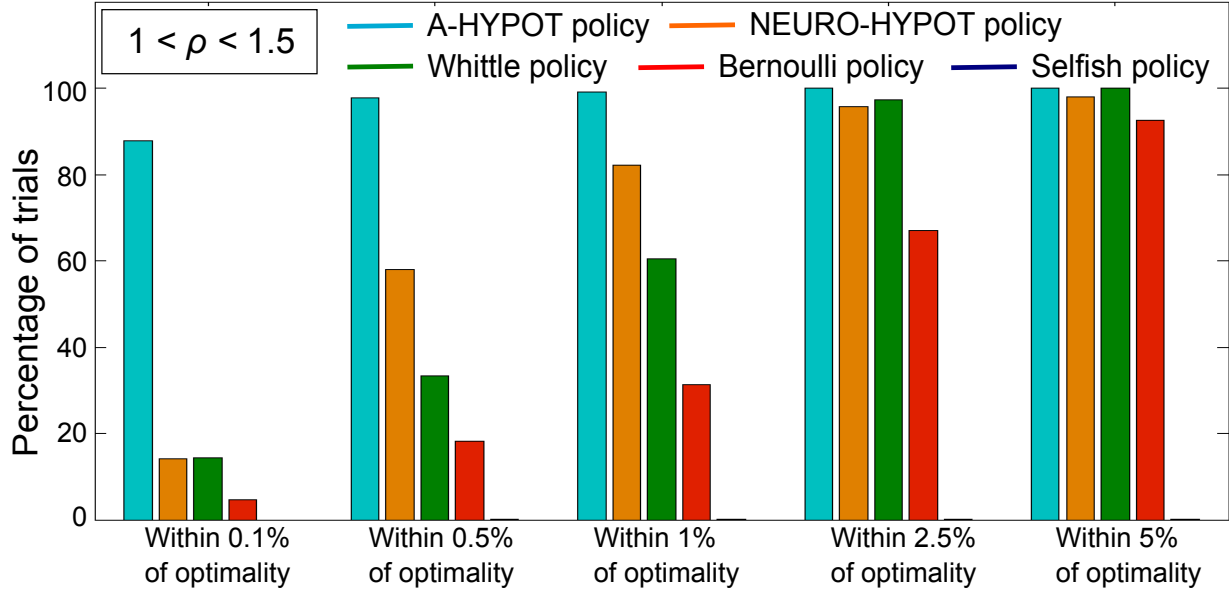 1 < ρ < 1.5
A-HYPOT policy
NEURO-HYPOT policy
Whittle policy
Bernoulli policy
Selfish policy
Percentage of trials
100
80
60
40
20
0
Within 0.1%
of optimality
Within 0.5%
of optimality
Within 1%
of optimality
Within 2.5%
of optimality
Within 5%
of optimality